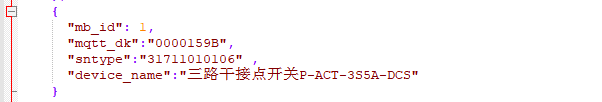 {
"mb_id": 1,
"mqtt_dk":"0000159B",
"sntype":"31711010106" ,
"device_name":"三路干接点开关P-ACT-3S5A-DCS"
}